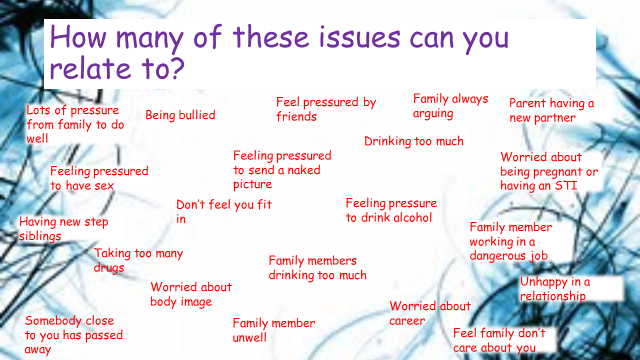 How many of these issues can you
relate to?
Lots of pressure
from family to do
well
Being bullied
Feel pressured by
friends
Family always
arguing
Parent having a
new partner
Drinking too much
Feeling pressured
to have sex
Feeling pressured
to send a naked
picture
Worried about
being pregnant or
having an STI
Don't feel you fit
in
Feeling pressure
to drink alcohol
Having new step
siblings
Family member
working in a
dangerous job
Taking too many
drugs
Family members
drinking too much
Worried about
body image
Unhappy in a
relationship
Worried about
career
Somebody close
to you has passed
away
Family member
unwell
Feel family don't
care about you